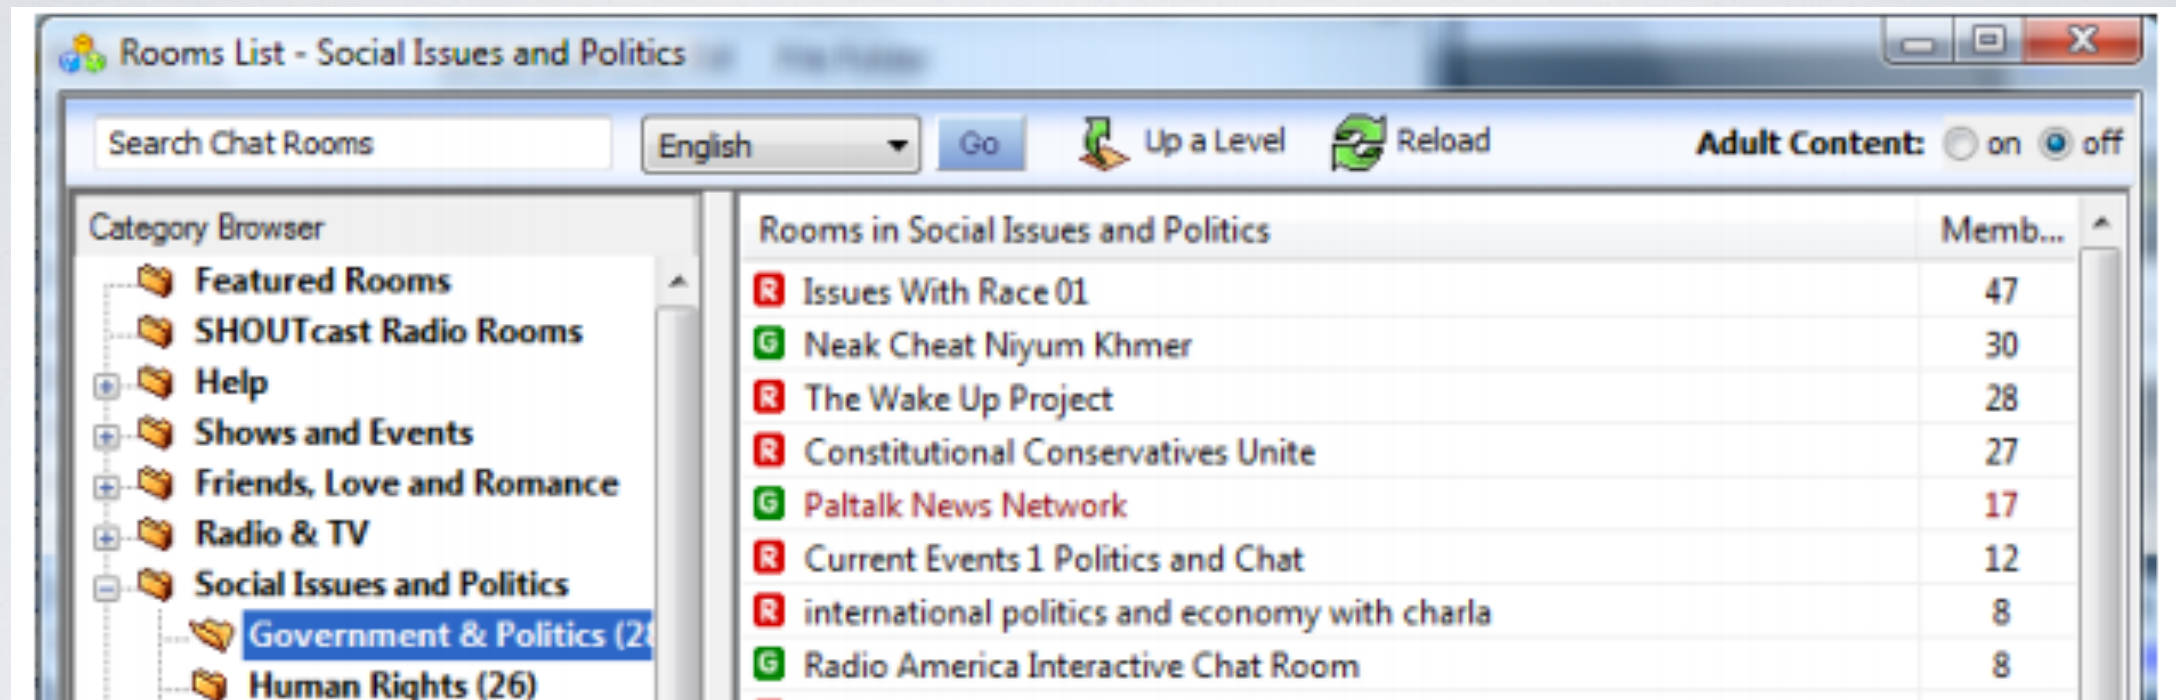 Rooms List - Social Issues and Politics
Search Chat Rooms English Go Up a Level Reload Adult Content: on off
Category Browser
Featured Rooms
SHOUTcast Radio Rooms
Help
Shows and Events
Friends, Love and Romance
Radio & TV
Social Issues and Politics
Government & Politics (28
Human Rights (26)
Rooms in Social Issues and Politics Memb...
R Issues With Race 01 47
G Neak Cheat Niyum Khmer 30
R The Wake Up Project 28
R Constitutional Conservatives Unite 27
G Paltalk News Network 17
R Current Events 1 Politics and Chat 12
R international politics and economy with charla 8
G Radio America Interactive Chat Room 8